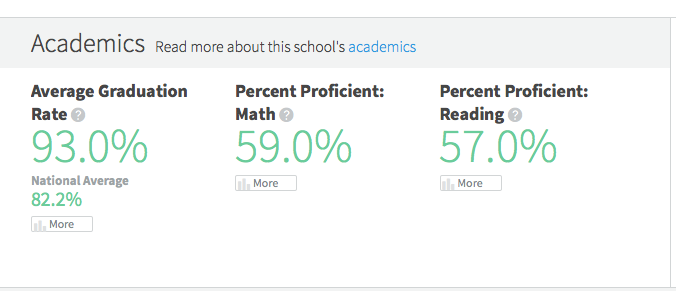 Academics Read more about this school's academics
Average Graduation Rate ?
93.0%
National Average
82.2%
More
Percent Proficient: Math ?
59.0%
More
Percent Proficient: Reading ?
57.0%
More